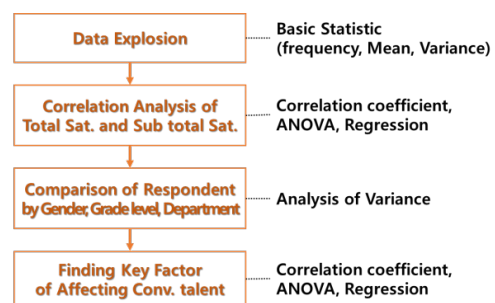 Data Explosion
Basic Statistic
(frequency, Mean, Variance)
Correlation Analysis of
Total Sat. and Sub total Sat.
Correlation coefficient,
ANOVA, Regression
Comparison of Respondent
by Gender, Grade level, Department
Analysis of Variance
Finding Key Factor
of Affecting Conv. talent
Correlation coefficient,
ANOVA, Regression